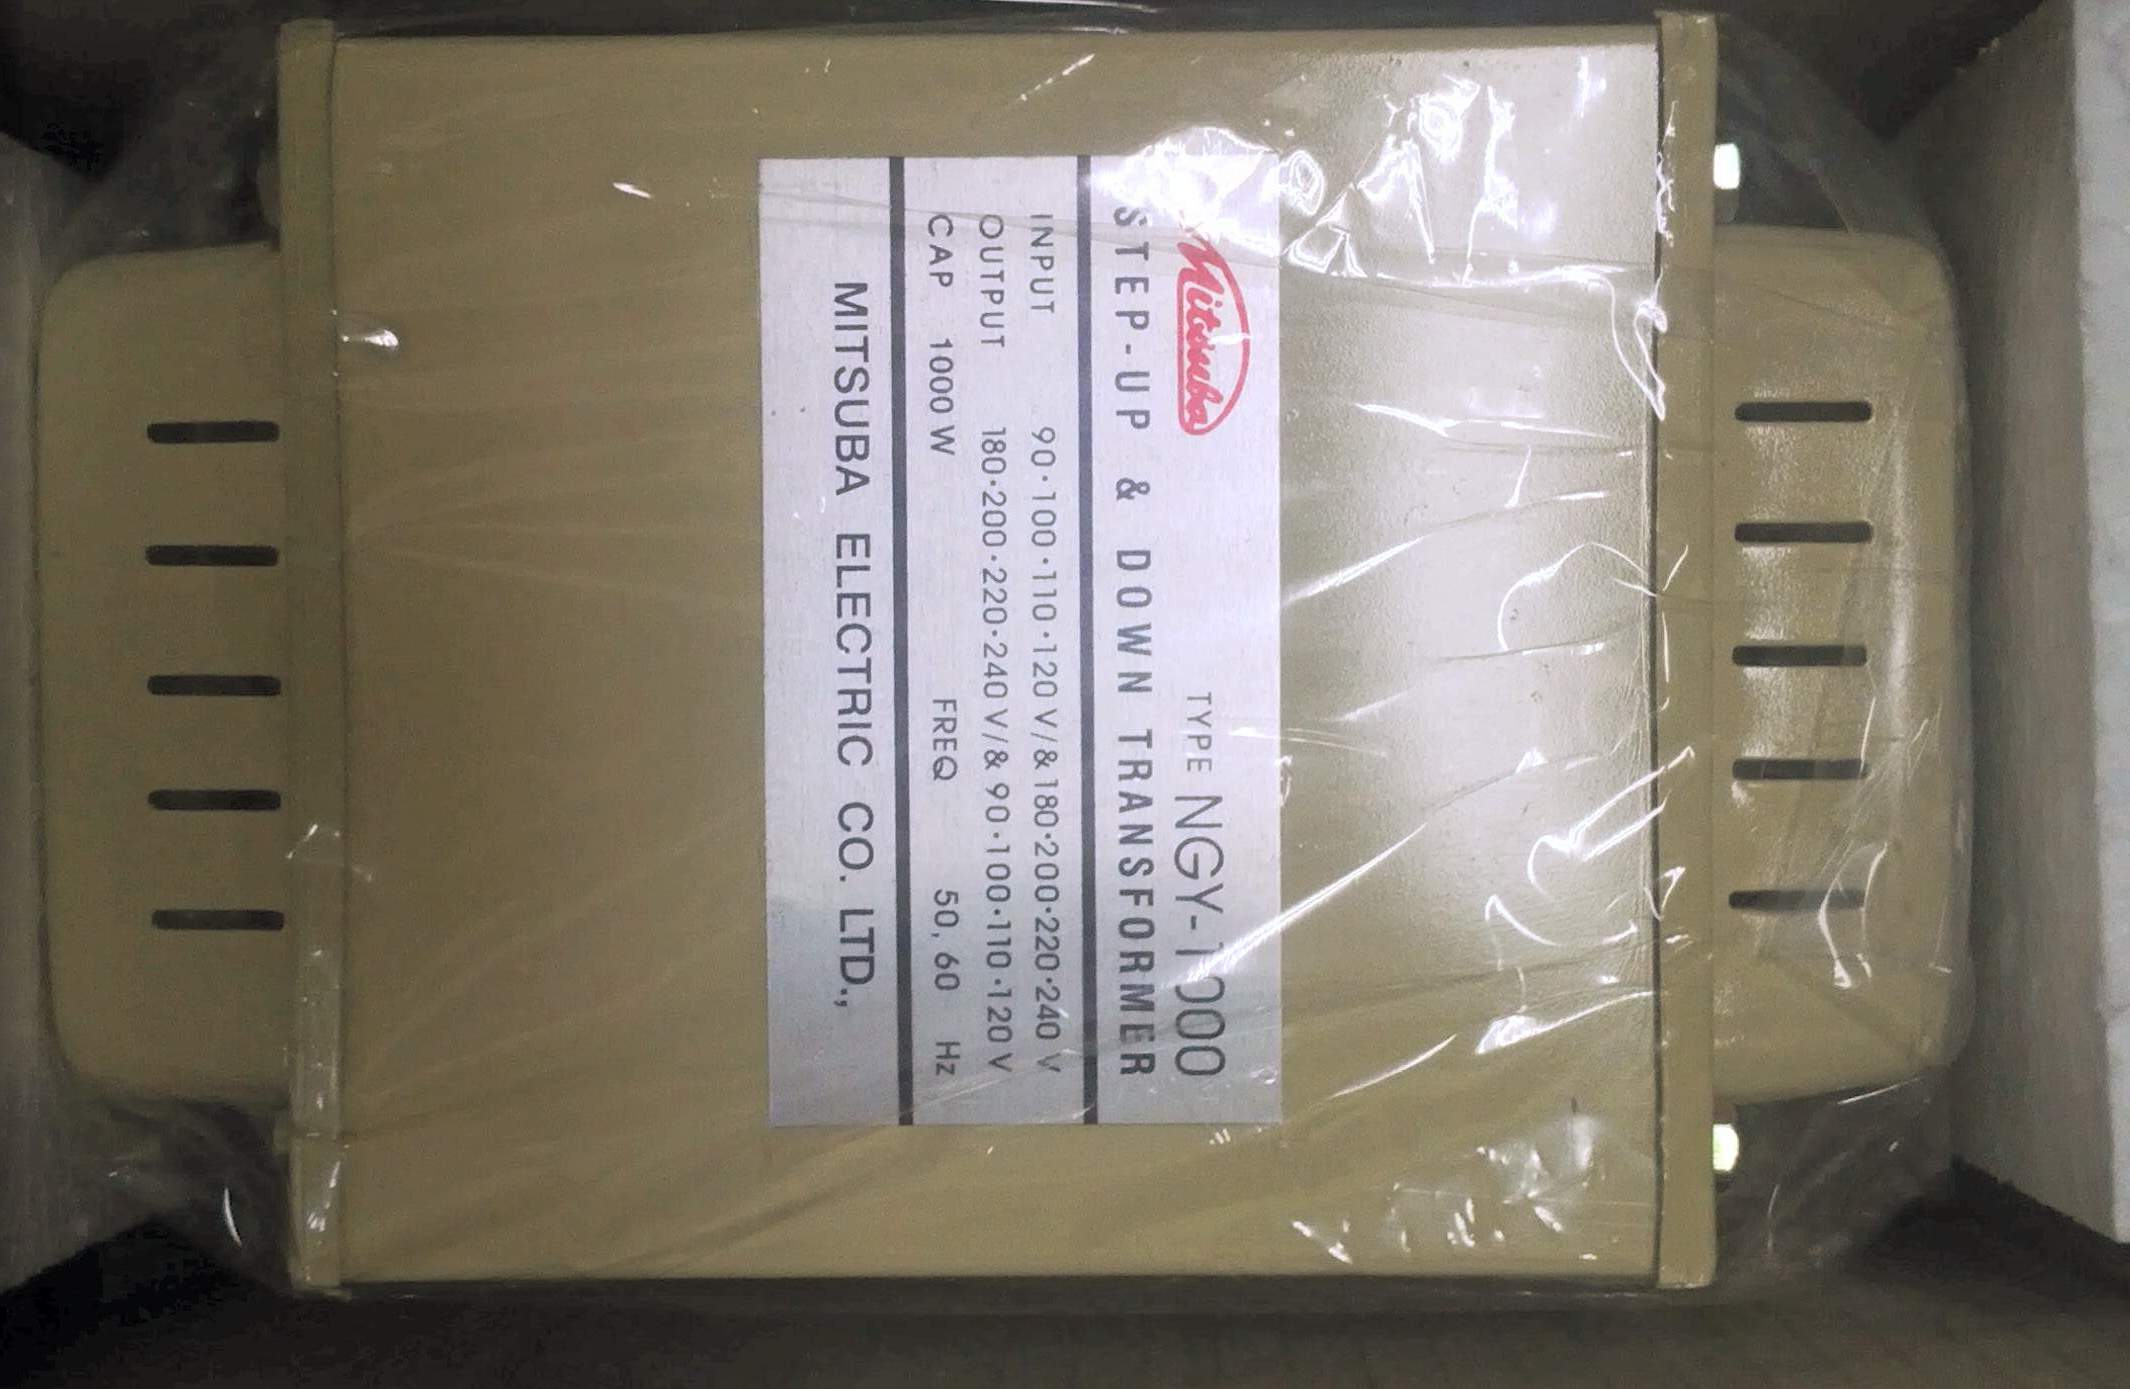 Mitsuba
TYPE NGY-1000
STEP-UP & DOWN TRANSFORMER
INPUT 90·100·110·120 V/&180·200·220·240 V
OUTPUT 180·200·220·240 V/& 90·100·110·120 V
CAP 1000 W FREQ 50, 60 Hz
MITSUBA ELECTRIC CO. LTD.,